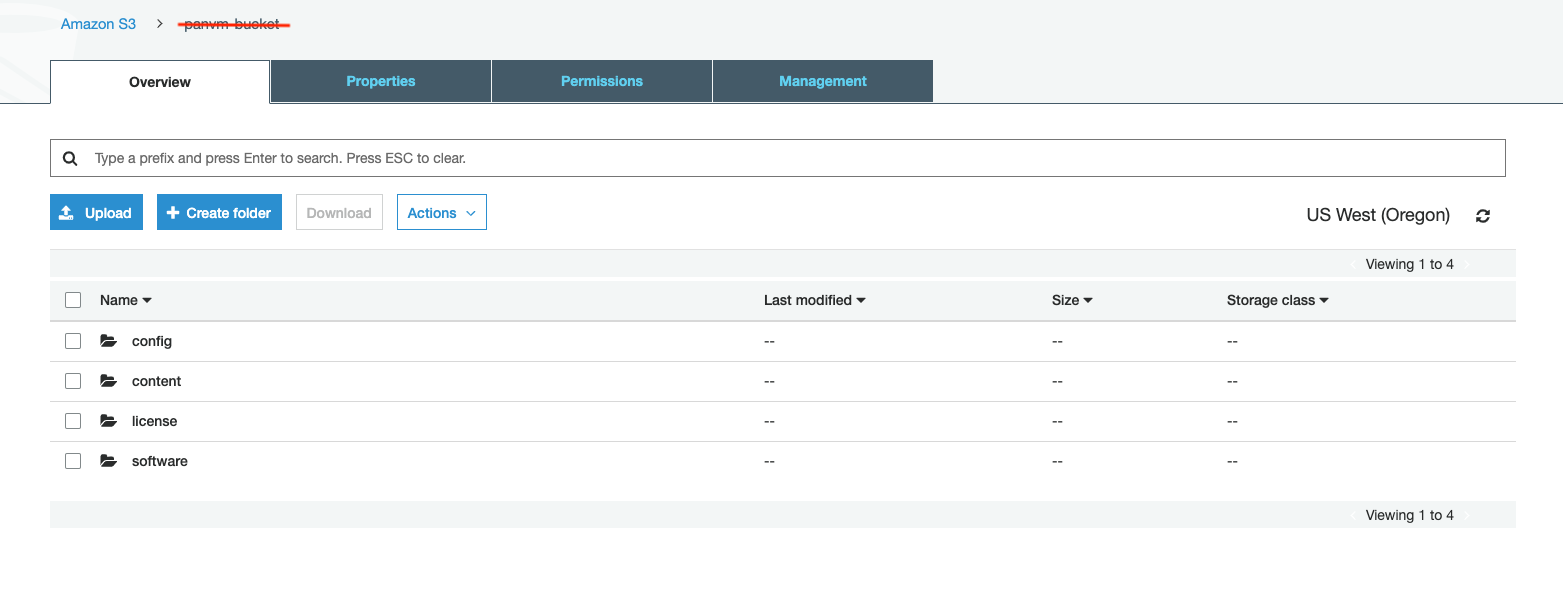 Amazon S3 > panvm-bucket
Overview Properties Permissions Management
Type a prefix and press Enter to search. Press ESC to clear.
Upload Create folder Download Actions US West (Oregon)
Viewing 1 to 4
Name Last modified Size Storage class
config -- -- --
content -- -- --
license -- -- --
software -- -- --
Viewing 1 to 4